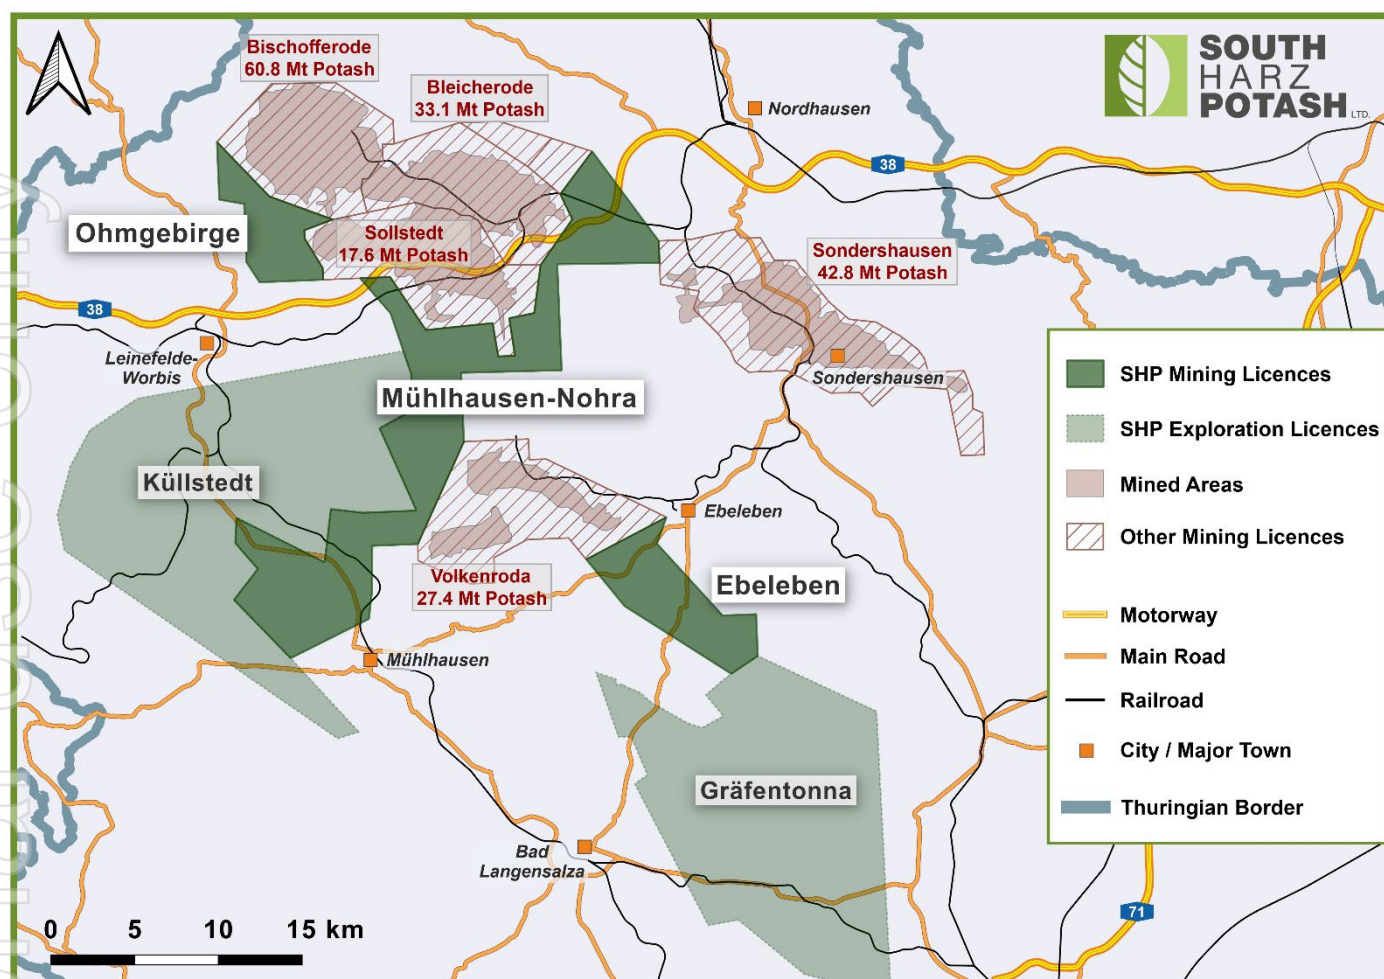 Bischofferode
60.8 Mt Potash
Bleicherode
33.1 Mt Potash
SOUTH
HARZ
POTASH LTD.
Nordhausen
38
Ohmgebirge
Sollstedt
17.6 Mt Potash
Sondershausen
42.8 Mt Potash
38
Leinefelde-
Worbis
Sondershausen
Mühlhausen-Nohra
Küllstedt
Ebeleben
Volkenroda
27.4 Mt Potash
Ebeleben
Mühlhausen
Gräfentonna
Bad
Langensalza
71
0 5 10 15 km
SHP Mining Licences
SHP Exploration Licences
Mined Areas
Other Mining Licences
Motorway
Main Road
Railroad
City / Major Town
Thuringian Border